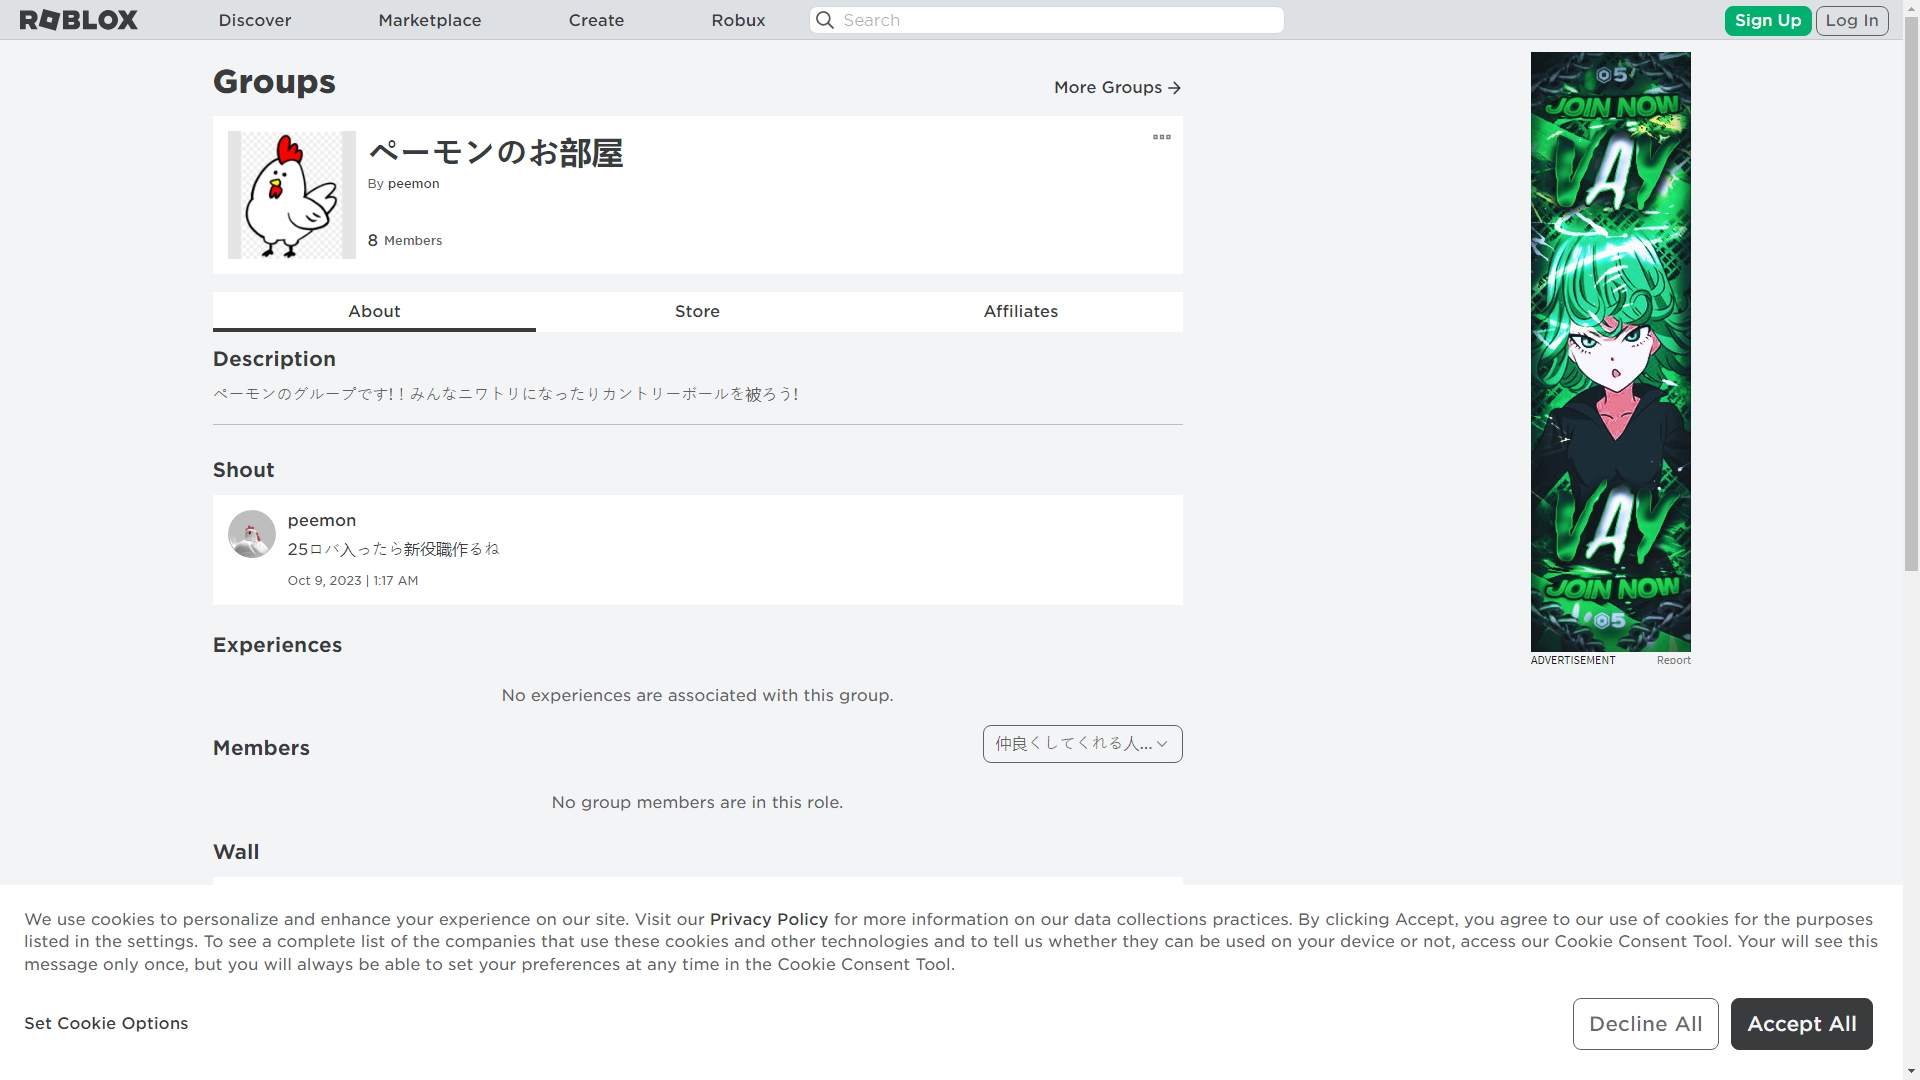 ROBLOX
Discover
Marketplace
Create
Robux
Search
Sign Up
Log In
Groups
More Groups
ペーモンのお部屋
By peemon
8 Members
About
Store
Affiliates
Description
ペーモンのグループです!！みんなニワトリになったりカントリーボールを被ろう!
Shout
peemon
25ロバ入ったら新役職作るね
Oct 9, 2023 | 1:17 AM
Experiences
No experiences are associated with this group.
Members
仲良くしてくれる人...
No group members are in this role.
Wall
5
JOIN NOW
VAY
VAY
JOIN NOW
5
ADVERTISEMENT
Report
We use cookies to personalize and enhance your experience on our site. Visit our Privacy Policy for more information on our data collections practices. By clicking Accept, you agree to our use of cookies for the purposes
listed in the settings. To see a complete list of the companies that use these cookies and other technologies and to tell us whether they can be used on your device or not, access our Cookie Consent Tool. Your will see this
message only once, but you will always be able to set your preferences at any time in the Cookie Consent Tool.
Set Cookie Options
Decline All
Accept All